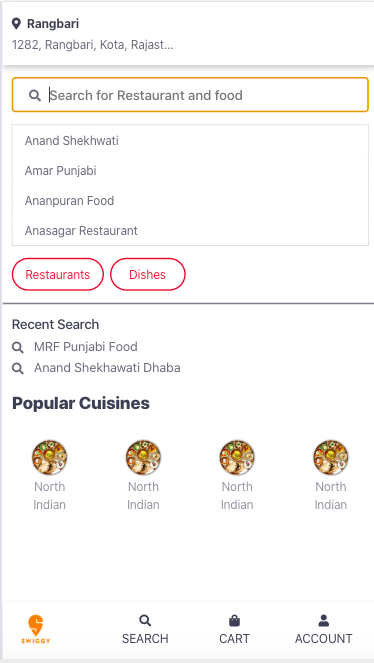 Rangbari
1282, Rangbari, Kota, Rajast...
Search for Restaurant and food
Anand Shekhwati
Amar Punjabi
Ananpuran Food
Anasagar Restaurant
Restaurants Dishes
Recent Search
MRF Punjabi Food
Anand Shekhawati Dhaba
Popular Cuisines
North North North North
Indian Indian Indian Indian
SWIGGY SEARCH CART ACCOUNT